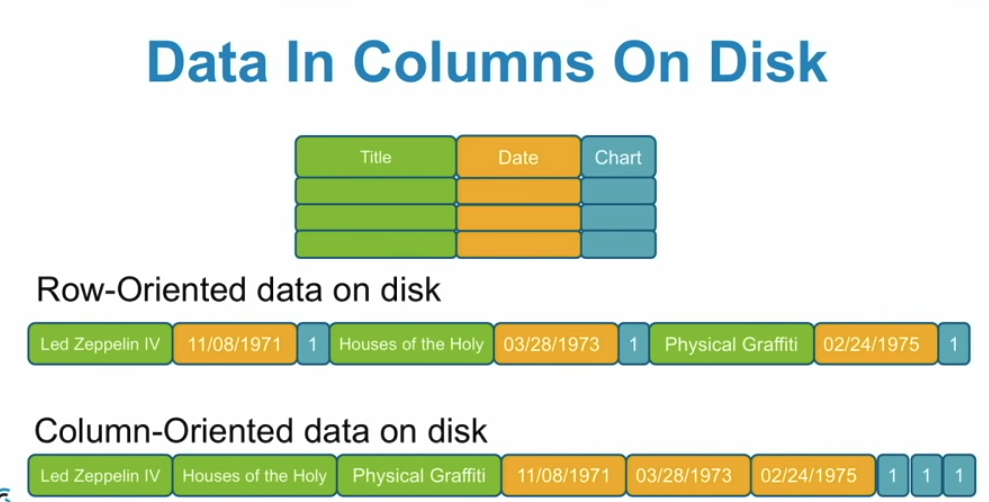 Data In Columns On Disk
Title Date Chart
Row-Oriented data on disk
Led Zeppelin IV 11/08/1971 1 Houses of the Holy 03/28/1973 1 Physical Graffiti 02/24/1975 1
Column-Oriented data on disk
Led Zeppelin IV Houses of the Holy Physical Graffiti 11/08/1971 03/28/1973 02/24/1975 1 1 1